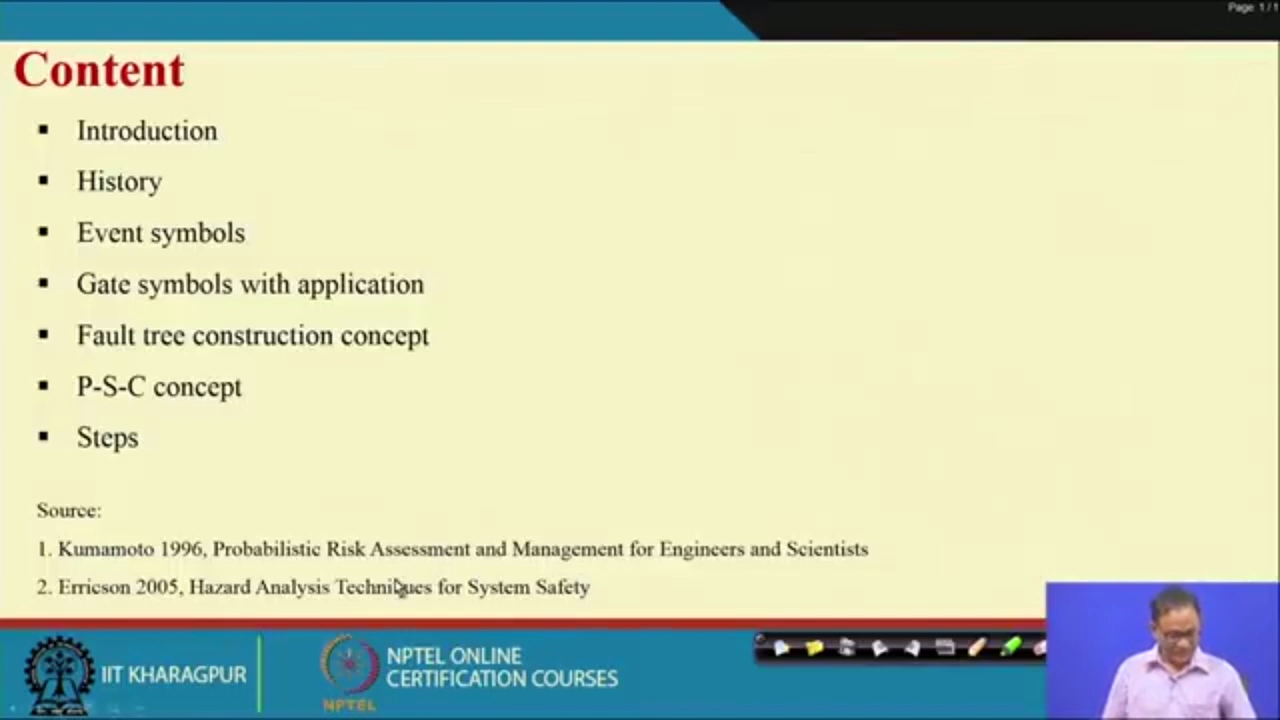 Page: 1 / 1
Content
▪ Introduction
▪ History
▪ Event symbols
▪ Gate symbols with application
▪ Fault tree construction concept
▪ P-S-C concept
▪ Steps
Source:
1. Kumamoto 1996, Probabilistic Risk Assessment and Management for Engineers and Scientists
2. Erricson 2005, Hazard Analysis Techniques for System Safety
IIT KHARAGPUR
NPTEL
NPTEL ONLINE
CERTIFICATION COURSES